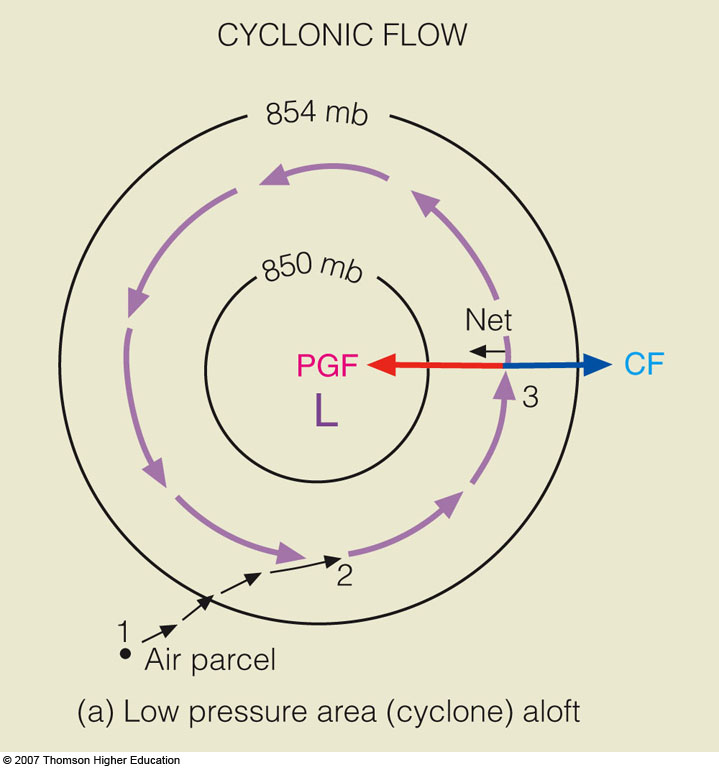 CYCLONIC FLOW
854 mb
850 mb
Net
PGF
CF
L
3
2
1
Air parcel
(a) Low pressure area (cyclone) aloft
© 2007 Thomson Higher Education